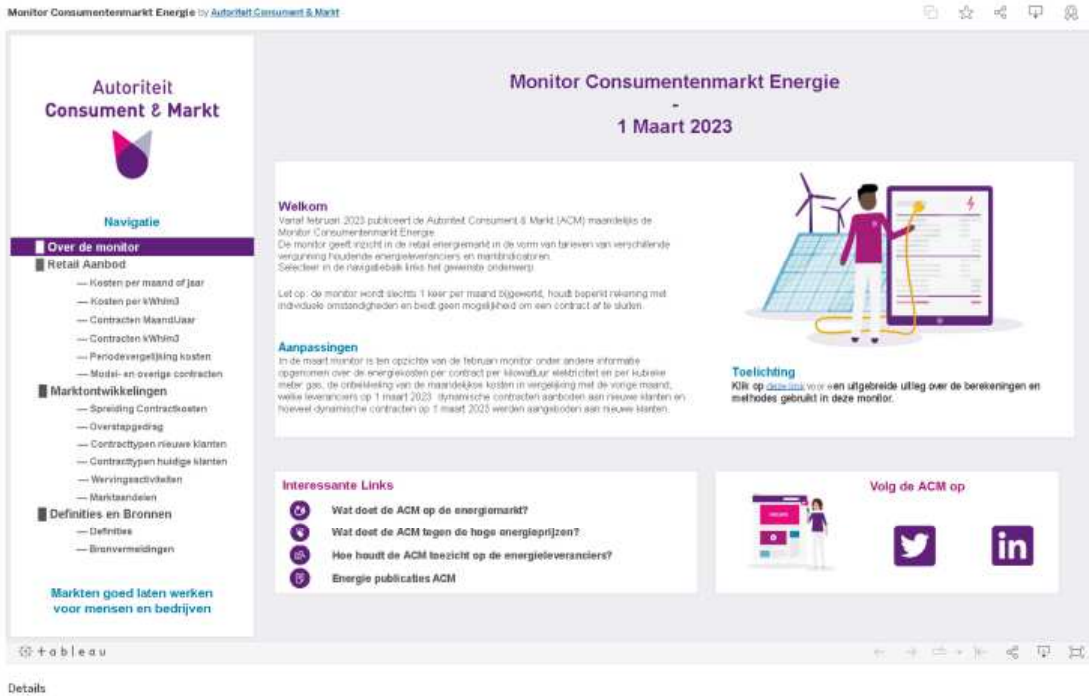 Monitor Consumentenmarkt Energie by Autoriteit Consument & Markt
Autoriteit
Consument & Markt
Navigatie
Over de monitor
Retail Aanbod
— Kosten per maand of jaar
— Kosten per kWh/m3
— Contracten Maand/Jaar
— Contracten kWh/m3
— Periodevergelijking kosten
— Model- en overige contracten
Marktontwikkelingen
— Spreiding Contractkosten
— Overstapgedrag
— Contracttypen nieuwe klanten
— Contracttypen huidige klanten
— Wervingsactiviteiten
— Marktaandelen
Definities en Bronnen
— Definities
— Bronvermeldingen
Markten goed laten werken
voor mensen en bedrijven
Monitor Consumentenmarkt Energie
-
1 Maart 2023
Welkom
Vanaf februari 2023 publiceert de Autoriteit Consument & Markt (ACM) maandelijks de
Monitor Consumentenmarkt Energie
De monitor geeft inzicht in de retail energiemarkt in de vorm van tarieven van verschillende
vergunning houdende energieleveranciers en marktindicatoren.
Selecteer in de navigatiebalk links het gewenste onderwerp
Let op: de monitor wordt slechts 1 keer per maand bijgewerkt, houdt beperkt rekening met
individuele omstandigheden en biedt geen mogelijkheid om een contract af te sluiten.
Aanpassingen
In de maart monitor is ten opzichte van de februari monitor onder andere informatie
opgenomen over de energiekosten per contract per kilowattuur elektriciteit en per kubieke
meter gas, de ontwikkeling van de maandelijkse kosten in vergelijking met de vorige maand,
welke leveranciers op 1 maart 2023 dynamische contracten aanboden aan nieuwe klanten en
hoeveel dynamische contracten op 1 maart 2023 werden aangeboden aan nieuwe klanten.
Toelichting
Klik op deze link voor een uitgebreide uitleg over de berekeningen en
methodes gebruikt in deze monitor.
Interessante Links
Wat doet de ACM op de energiemarkt?
Wat doet de ACM tegen de hoge energieprijzen?
Hoe houdt de ACM toezicht op de energieleveranciers?
Energie publicaties ACM
Volg de ACM op
in
+ a b l e a u
Details